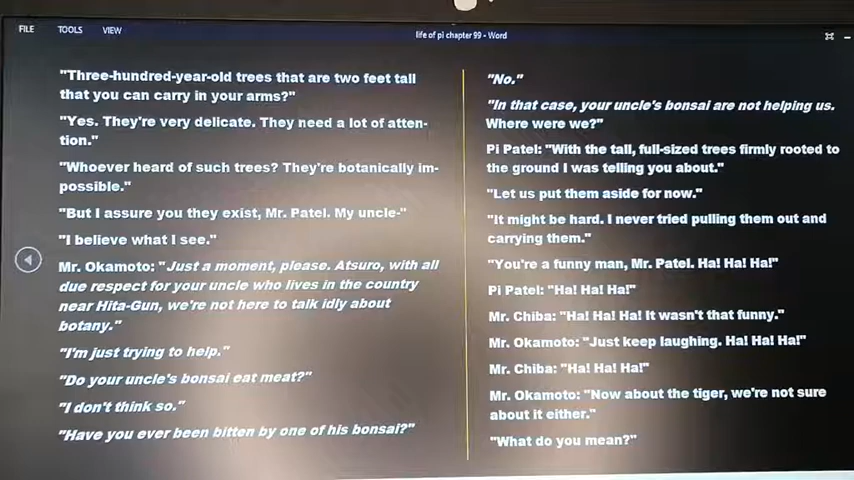 FILE TOOLS VIEW
life of pi chapter 99 - Word
"Three-hundred-year-old trees that are two feet tall
that you can carry in your arms?"
"Yes. They're very delicate. They need a lot of atten-
tion."
"Whoever heard of such trees? They're botanically im-
possible."
"But I assure you they exist, Mr. Patel. My uncle-"
"I believe what I see."
Mr. Okamoto: "Just a moment, please. Atsuro, with all
due respect for your uncle who lives in the country
near Hita-Gun, we're not here to talk idly about
botany."
"I'm just trying to help."
"Do your uncle's bonsai eat meat?"
"I don't think so."
"Have you ever been bitten by one of his bonsai?"
"No."
"In that case, your uncle's bonsai are not helping us.
Where were we?"
Pi Patel: "With the tall, full-sized trees firmly rooted to
the ground I was telling you about."
"Let us put them aside for now."
"It might be hard. I never tried pulling them out and
carrying them."
"You're a funny man, Mr. Patel. Ha! Ha! Ha!"
Pi Patel: "Ha! Ha! Ha!"
Mr. Chiba: "Ha! Ha! Ha! It wasn't that funny."
Mr. Okamoto: "Just keep laughing. Ha! Ha! Ha!"
Mr. Chiba: "Ha! Ha! Ha!"
Mr. Okamoto: "Now about the tiger, we're not sure
about it either."
"What do you mean?"